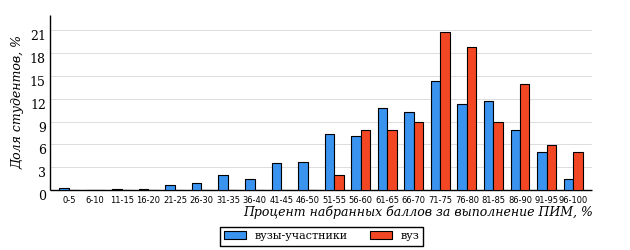 Доля студентов, %
21
18
15
12
9
6
3
0
0-5 6-10 11-15 16-20 21-25 26-30 31-35 36-40 41-45 46-50 51-55 56-60 61-65 66-70 71-75 76-80 81-85 86-90 91-95 96-100
Процент набранных баллов за выполнение ПИМ, %
вузы-участники вуз